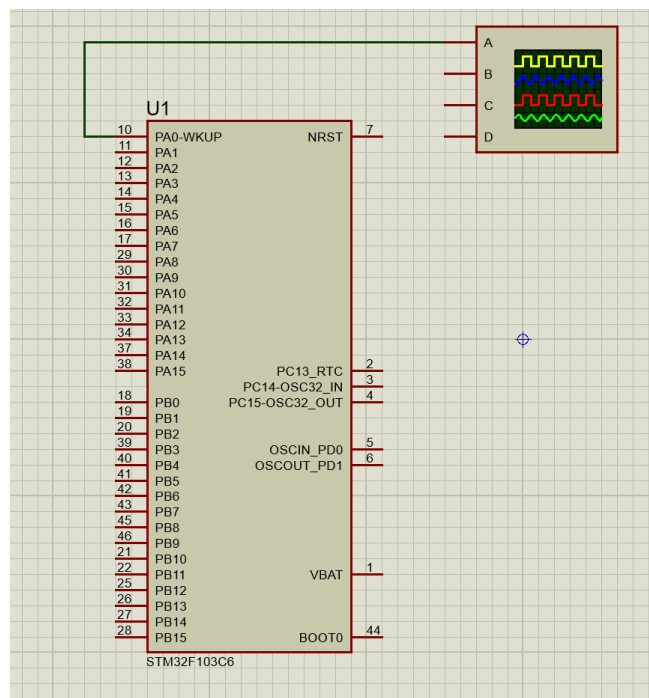 A
B
C
D
U1
10 PA0-WKUP NRST 7
11 PA1
12 PA2
13 PA3
14 PA4
15 PA5
16 PA6
17 PA7
29 PA8
30 PA9
31 PA10
32 PA11
33 PA12
34 PA13
37 PA14
38 PA15 PC13_RTC 2
PC14-OSC32_IN 3
18 PB0 PC15-OSC32_OUT 4
19 PB1
20 PB2
39 PB3 OSCIN_PD0 5
40 PB4 OSCOUT_PD1 6
41 PB5
42 PB6
43 PB7
45 PB8
46 PB9
21 PB10
22 PB11 VBAT 1
25 PB12
26 PB13
27 PB14
28 PB15 BOOT0 44
STM32F103C6